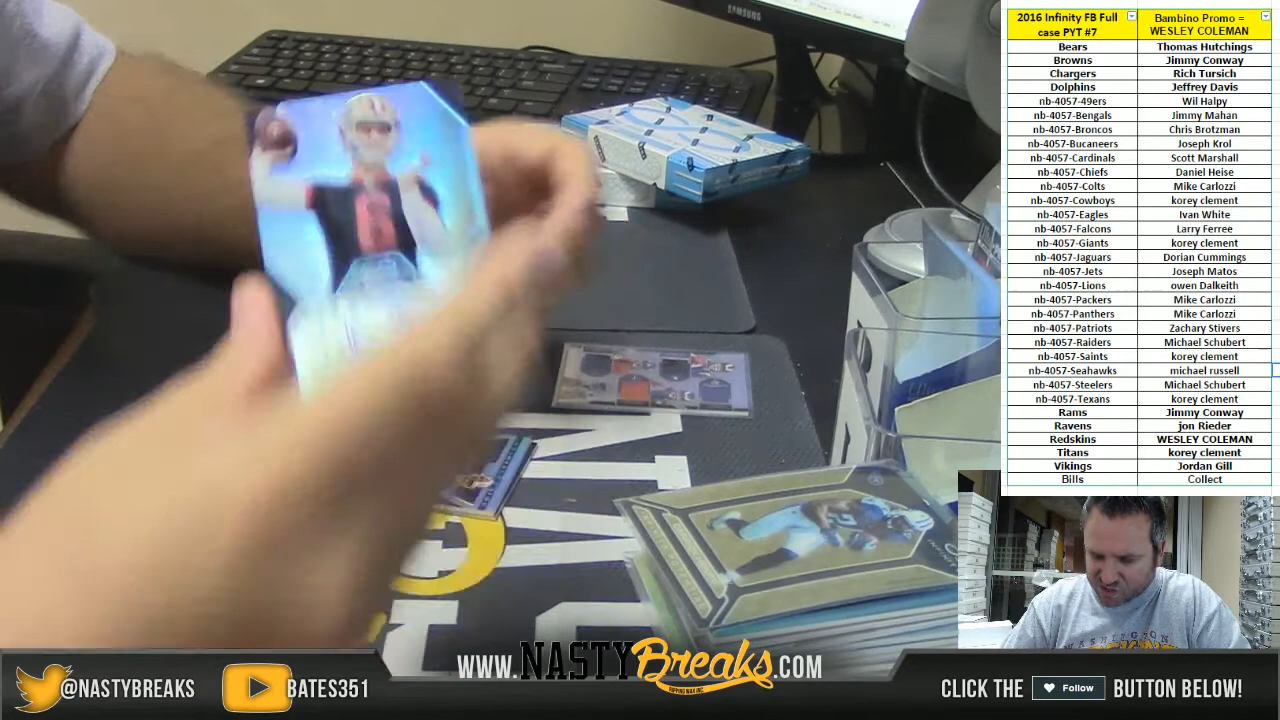 SAMSUNG
2016 Infinity FB Full case PYT #7 Bambino Promo = WESLEY COLEMAN
Bears Thomas Hutchings
Browns Jimmy Conway
Chargers Rich Tursich
Dolphins Jeffrey Davis
nb-4057-49ers Wil Halpy
nb-4057-Bengals Jimmy Mahan
nb-4057-Broncos Chris Brotzman
nb-4057-Bucaneers Joseph Krol
nb-4057-Cardinals Scott Marshall
nb-4057-Chiefs Daniel Heise
nb-4057-Colts Mike Carlozzi
nb-4057-Cowboys korey clement
nb-4057-Eagles Ivan White
nb-4057-Falcons Larry Ferree
nb-4057-Giants korey clement
nb-4057-Jaguars Dorian Cummings
nb-4057-Jets Joseph Matos
nb-4057-Lions owen Dalkeith
nb-4057-Packers Mike Carlozzi
nb-4057-Panthers Mike Carlozzi
nb-4057-Patriots Zachary Stivers
nb-4057-Raiders Michael Schubert
nb-4057-Saints korey clement
nb-4057-Seahawks michael russell
nb-4057-Steelers Michael Schubert
nb-4057-Texans korey clement
Rams Jimmy Conway
Ravens jon Rieder
Redskins WESLEY COLEMAN
Titans korey clement
Vikings Jordan Gill
Bills Collect
WASHINGTON
@NASTYBREAKS BATES351
WWW.NASTYBreaks.COM
RIPPING WAX INC.
CLICK THE Follow BUTTON BELOW!